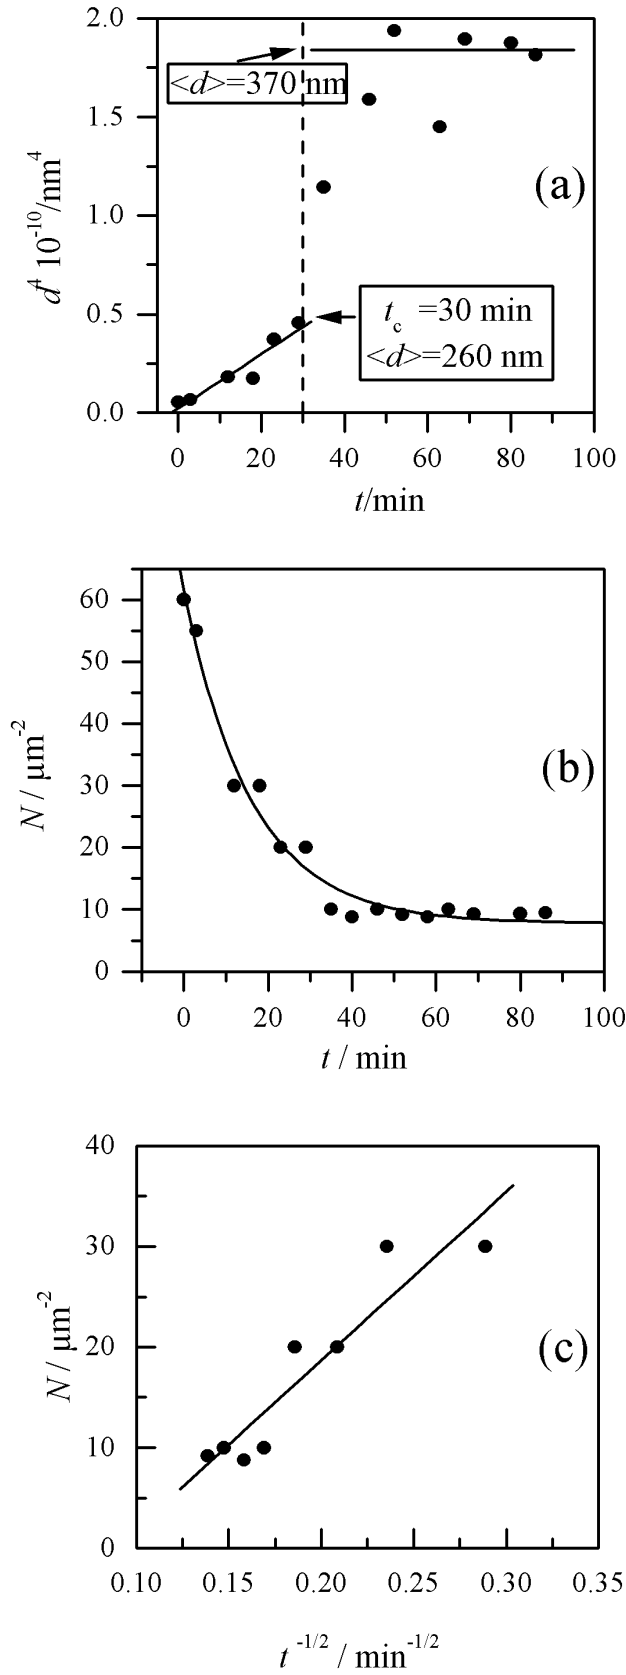 2.0
<d>=370 nm
1.5
(a)
d⁴ 10⁻¹⁰/nm⁴
1.0
t_c =30 min
<d>=260 nm
0.5
0.0
0 20 40 60 80 100
t/min
60
50
40
(b)
N / μm⁻²
30
20
10
0
0 20 40 60 80 100
t / min
40
30
(c)
N / μm⁻²
20
10
0
0.10 0.15 0.20 0.25 0.30 0.35
t ⁻¹/² / min⁻¹/²